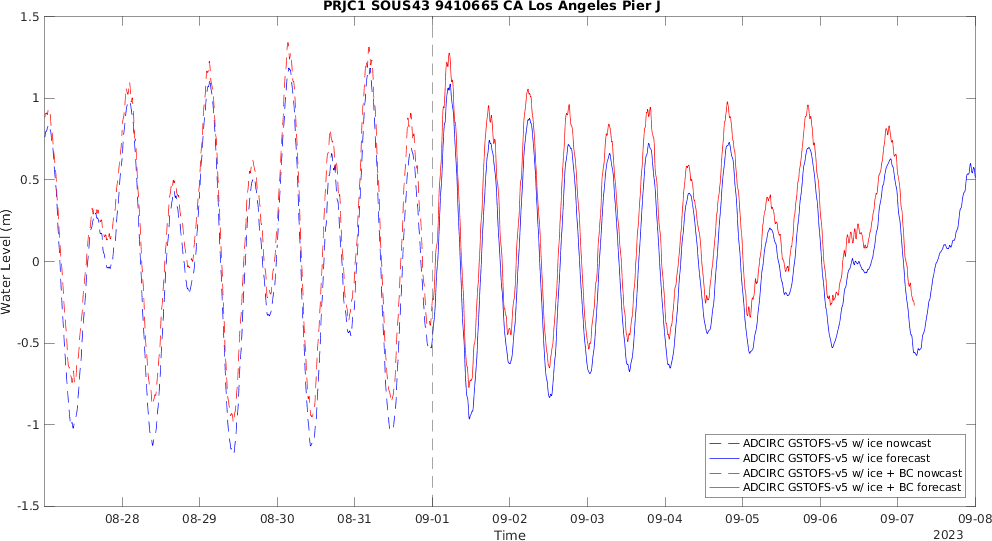 PRJC1 SOUS43 9410665 CA Los Angeles Pier J
1.5
1
0.5
0
-0.5
-1
-1.5
Water Level (m)
08-28 08-29 08-30 08-31 09-01 09-02 09-03 09-04 09-05 09-06 09-07 09-08
Time
2023
ADCIRC GSTOFS-v5 w/ ice nowcast
ADCIRC GSTOFS-v5 w/ ice forecast
ADCIRC GSTOFS-v5 w/ ice + BC nowcast
ADCIRC GSTOFS-v5 w/ ice + BC forecast